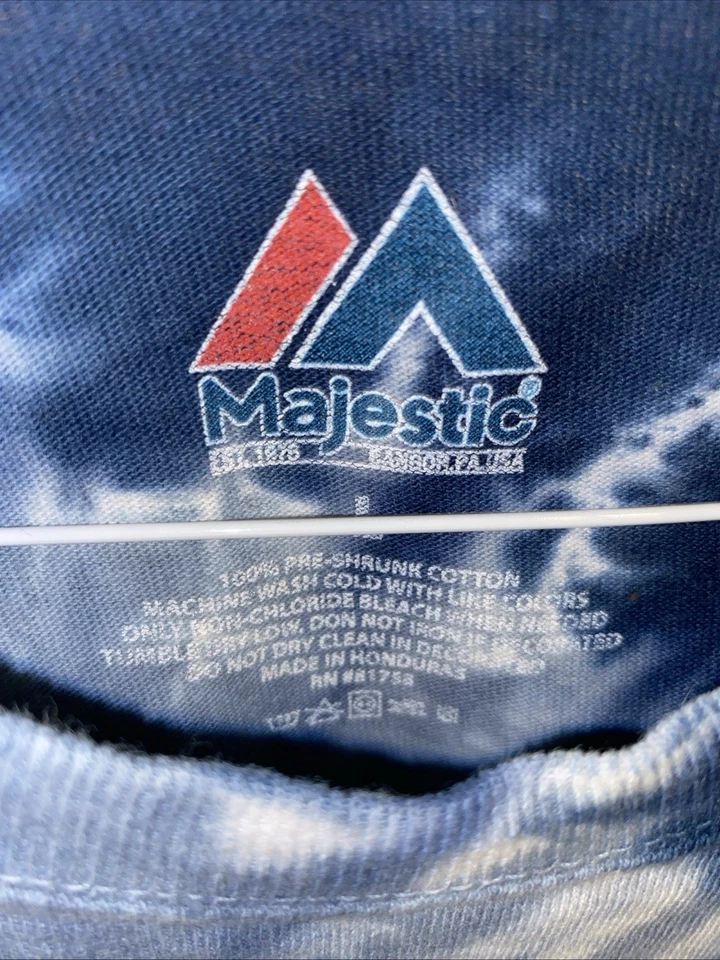 Majestic
EST. 1976 BANGOR, PA. USA
L
100% PRE-SHRUNK COTTON
MACHINE WASH COLD WITH LIKE COLORS
ONLY NON-CHLORIDE BLEACH WHEN NEEDED
TUMBLE DRY LOW, DON NOT IRON IF DECORATED
DO NOT DRY CLEAN IN DECORATED
MADE IN HONDURAS
RN #81758